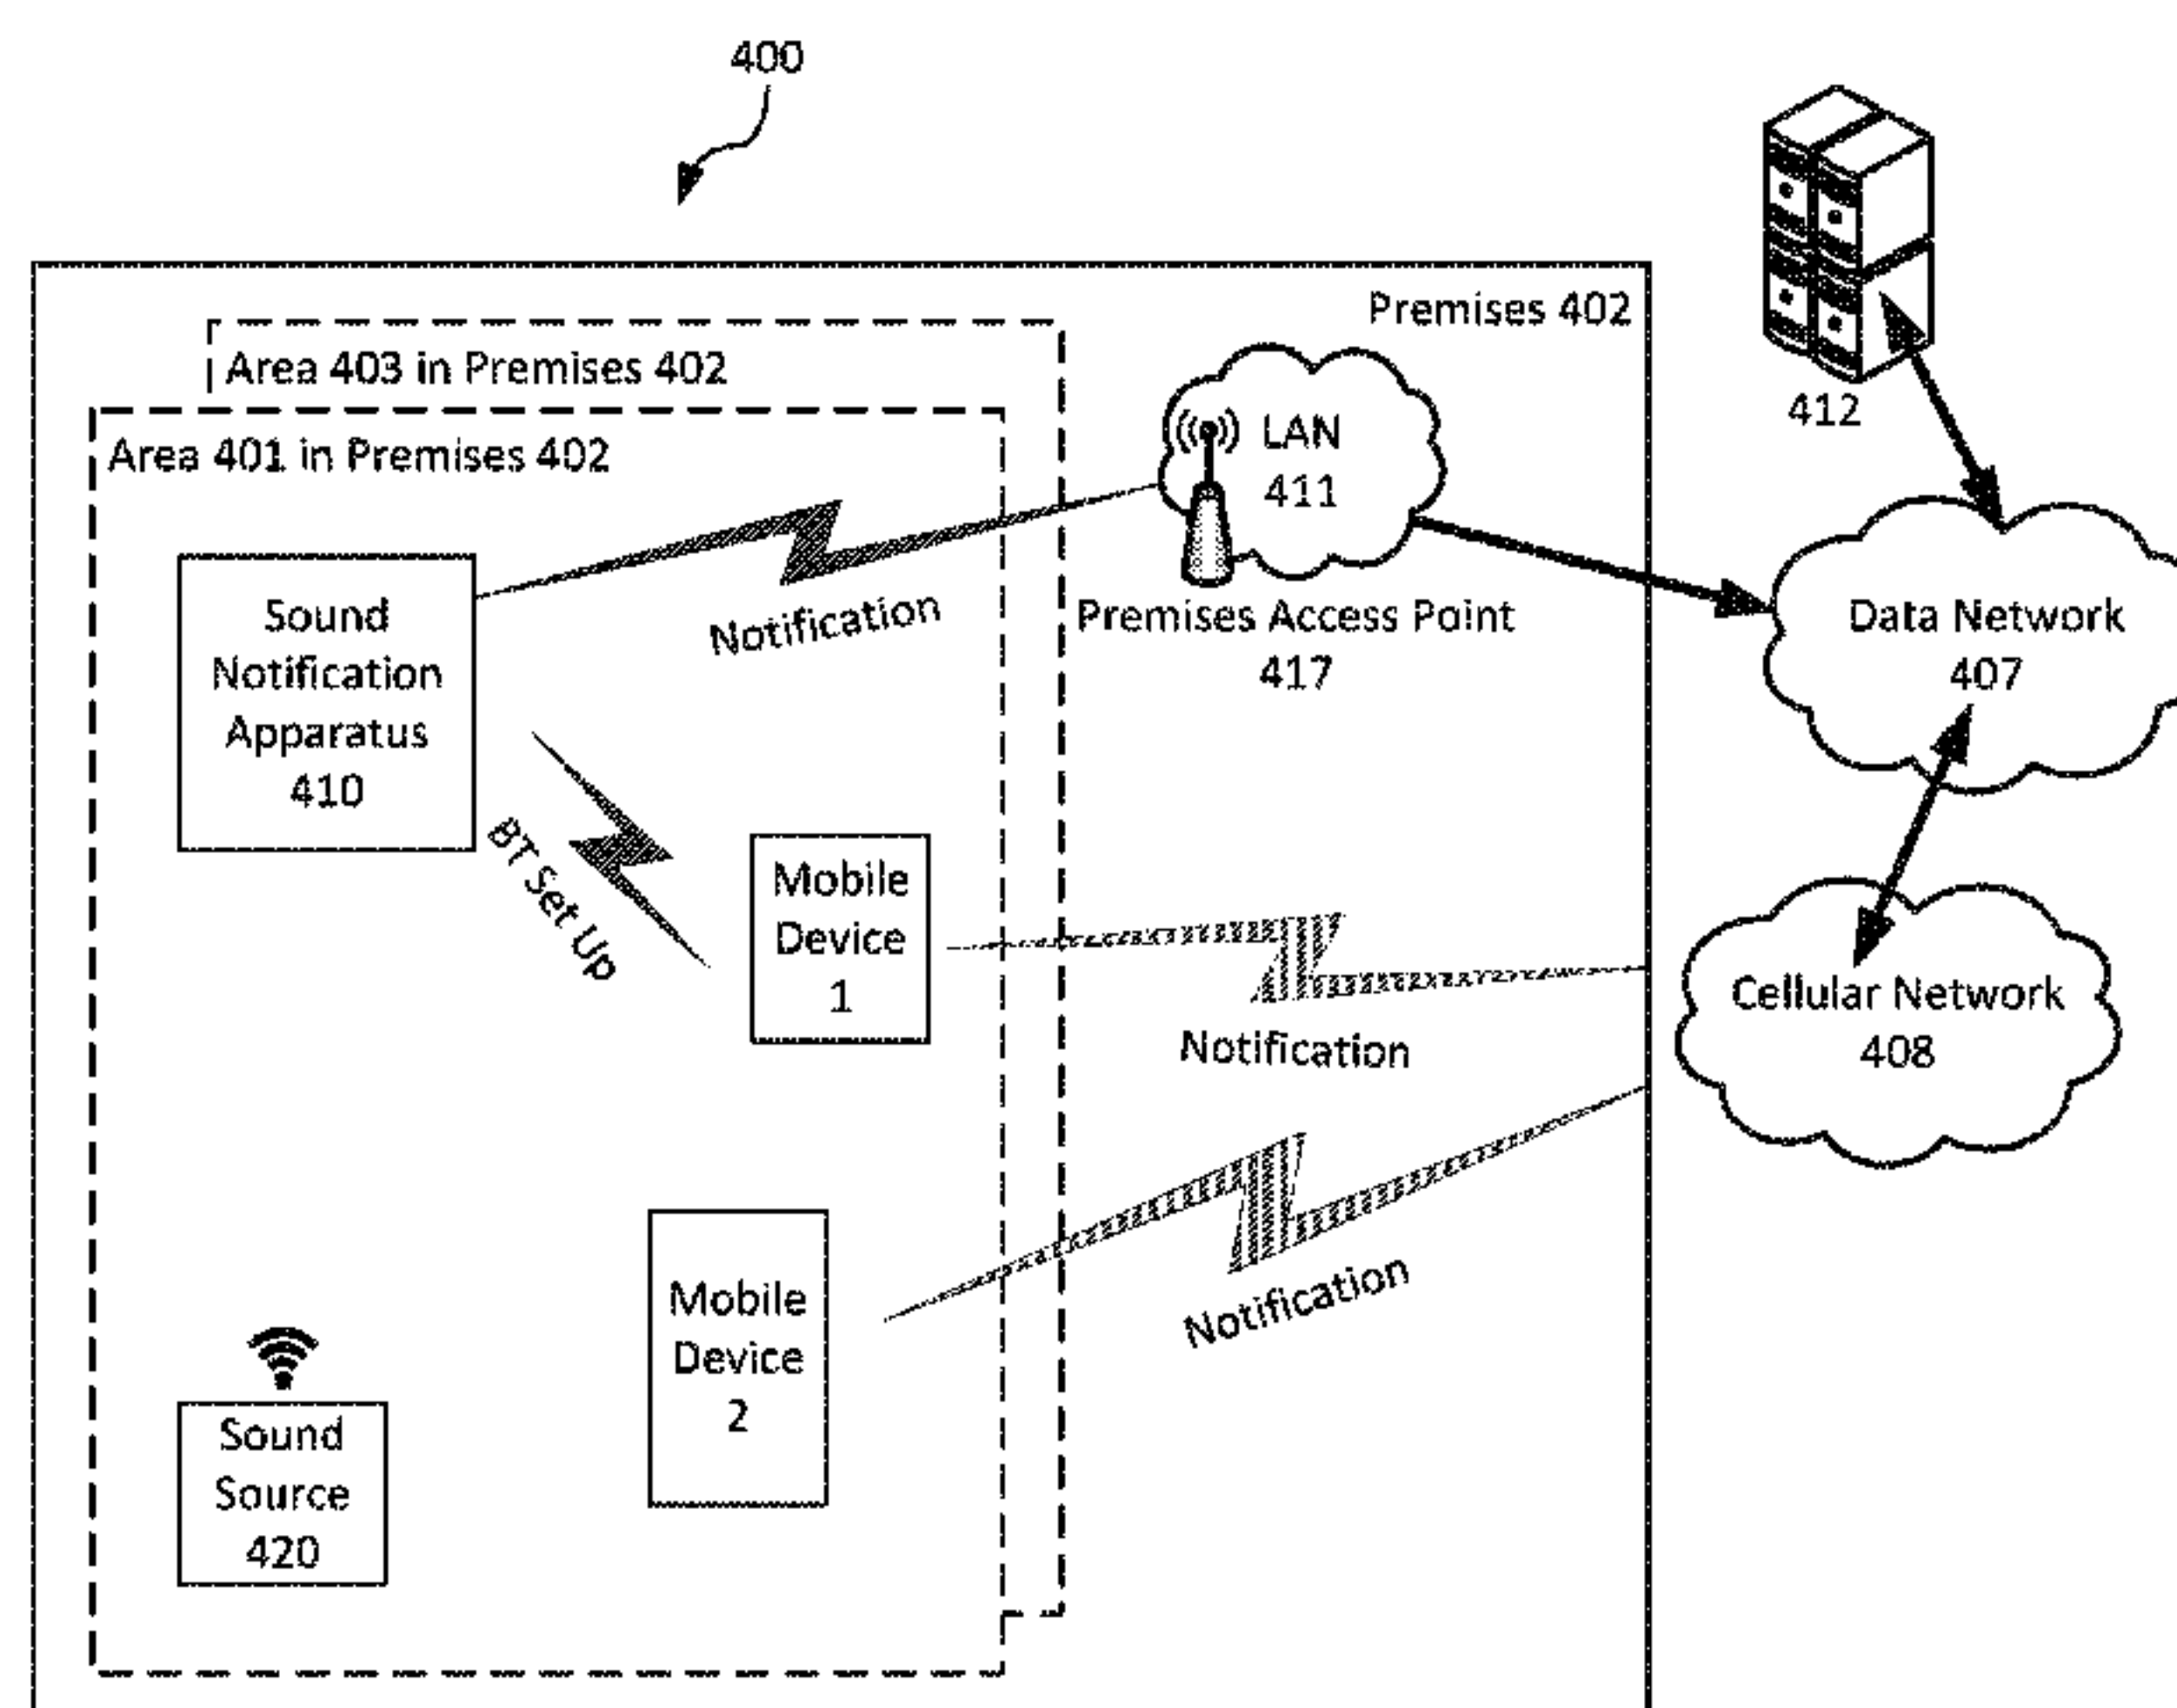 400
Premises 402
Area 403 in Premises 402
Area 401 in Premises 402
LAN
411
412
Sound
Notification
Apparatus
410
Notification
Premises Access Point
417
Data Network
407
BT Set Up
Mobile
Device
1
Notification
Cellular Network
408
Mobile
Device
2
Notification
Sound
Source
420